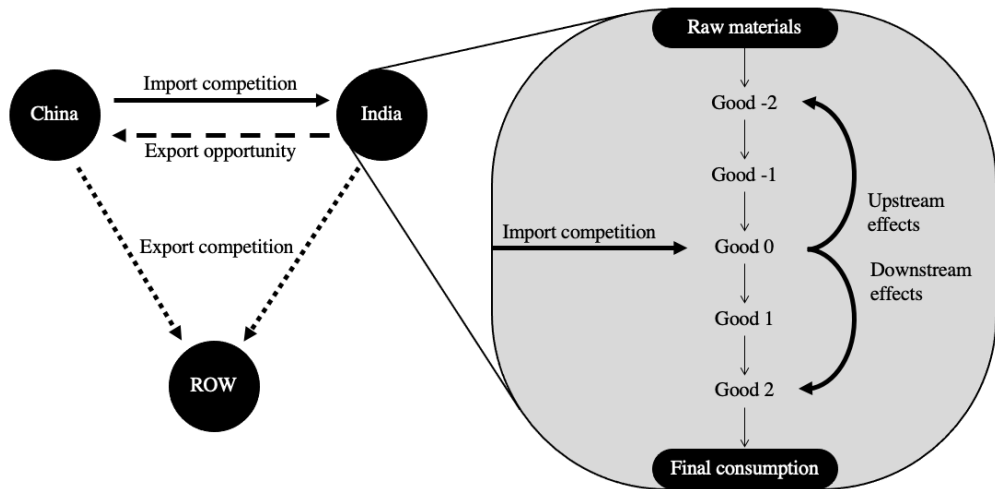 Import competition
China
India
Export opportunity
Export competition
ROW
Raw materials
Good -2
Good -1
Upstream
effects
Import competition
Good 0
Downstream
effects
Good 1
Good 2
Final consumption